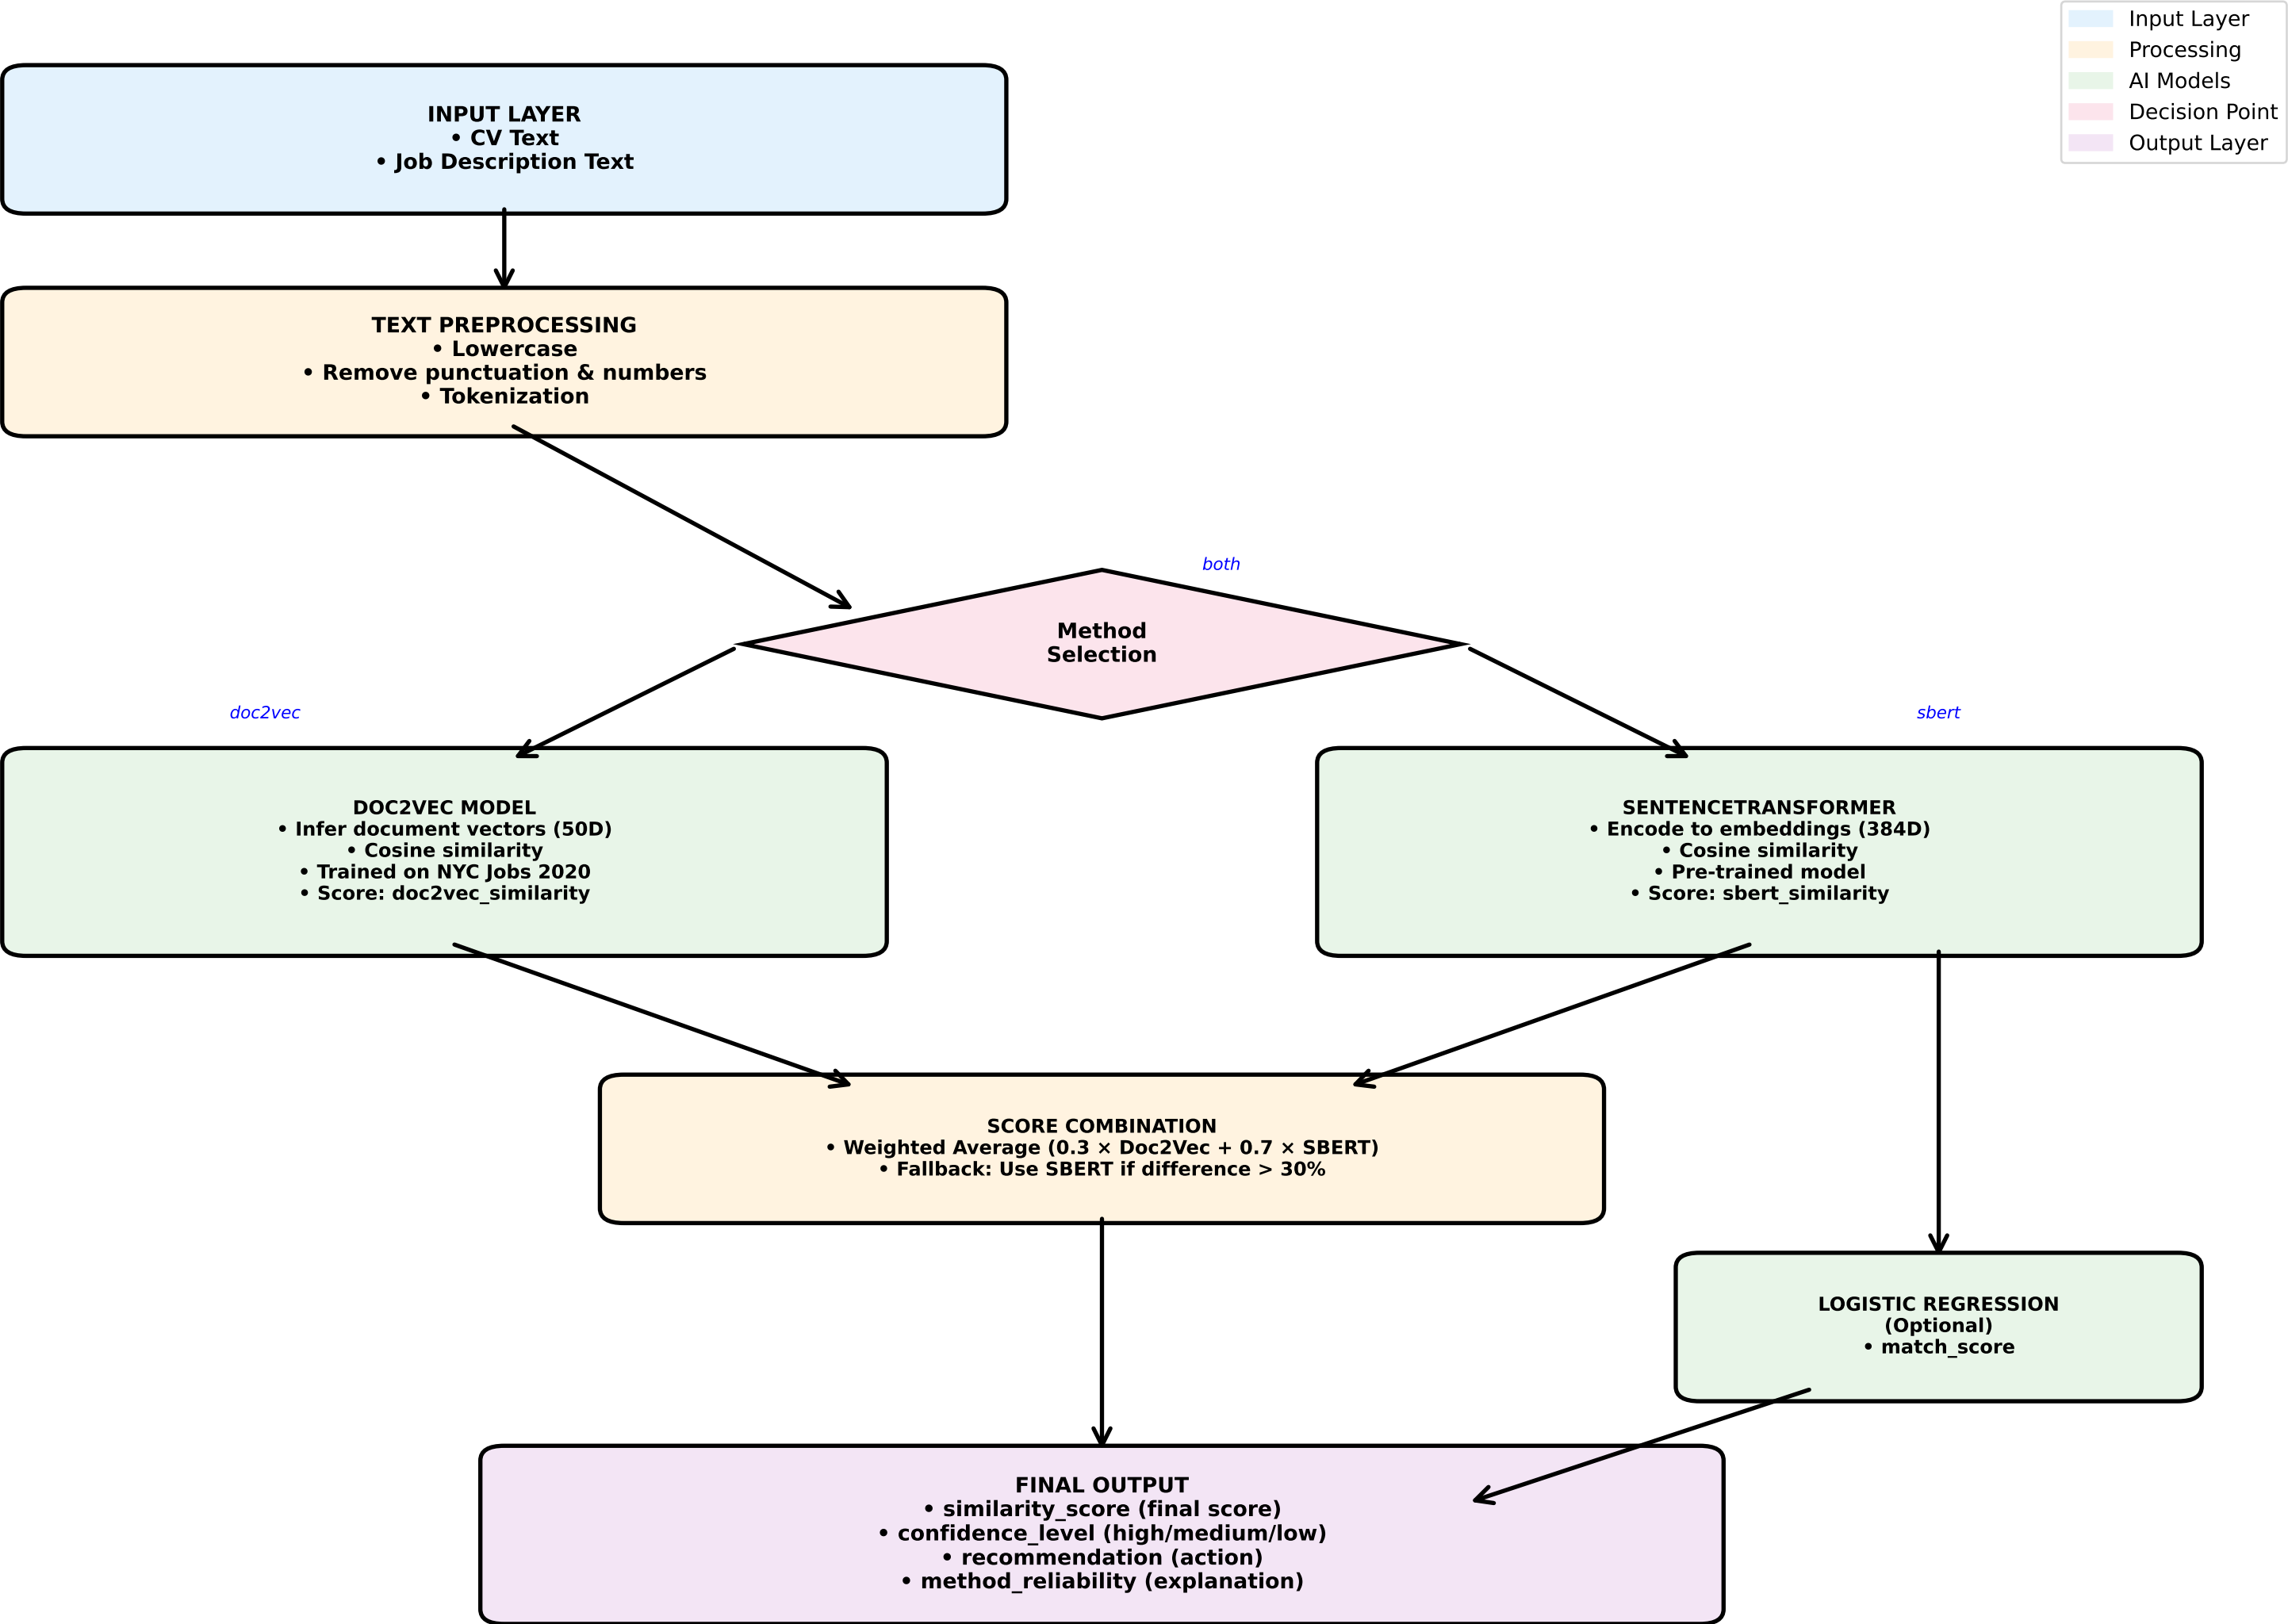 Input Layer
Processing
AI Models
Decision Point
Output Layer
INPUT LAYER
• CV Text
• Job Description Text
TEXT PREPROCESSING
• Lowercase
• Remove punctuation & numbers
• Tokenization
both
Method
Selection
doc2vec
sbert
DOC2VEC MODEL
• Infer document vectors (50D)
• Cosine similarity
• Trained on NYC Jobs 2020
• Score: doc2vec_similarity
SENTENCETRANSFORMER
• Encode to embeddings (384D)
• Cosine similarity
• Pre-trained model
• Score: sbert_similarity
SCORE COMBINATION
• Weighted Average (0.3 × Doc2Vec + 0.7 × SBERT)
• Fallback: Use SBERT if difference > 30%
LOGISTIC REGRESSION
(Optional)
• match_score
FINAL OUTPUT
• similarity_score (final score)
• confidence_level (high/medium/low)
• recommendation (action)
• method_reliability (explanation)